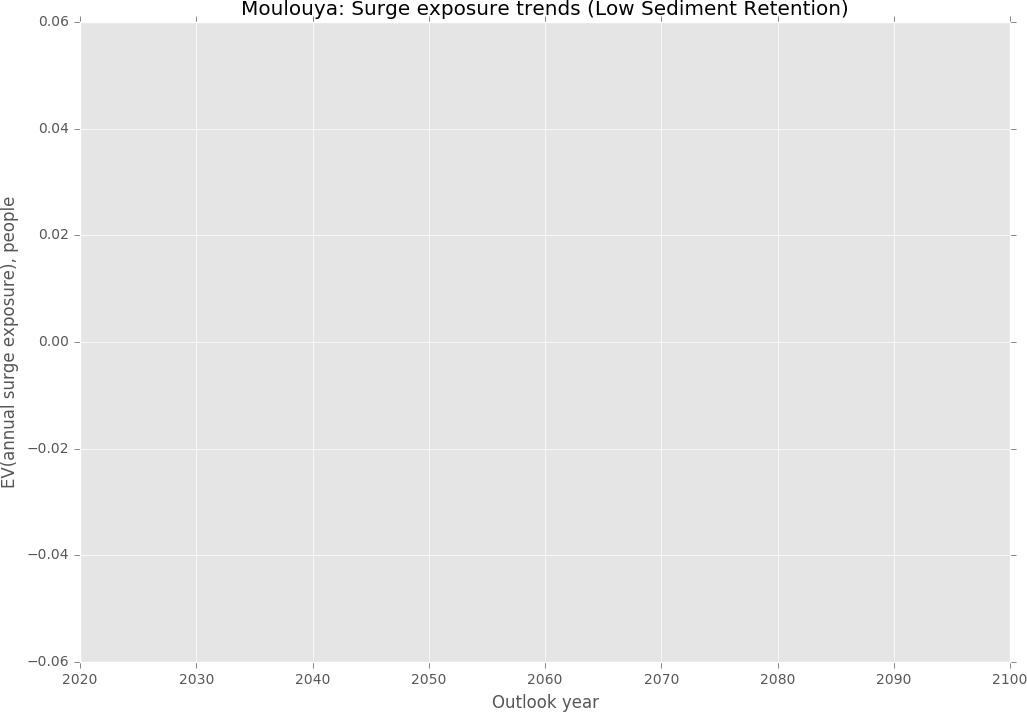 Moulouya: Surge exposure trends (Low Sediment Retention)
0.06
0.04
0.02
0.00
−0.02
−0.04
−0.06
EV(annual surge exposure), people
2020 2030 2040 2050 2060 2070 2080 2090 2100
Outlook year